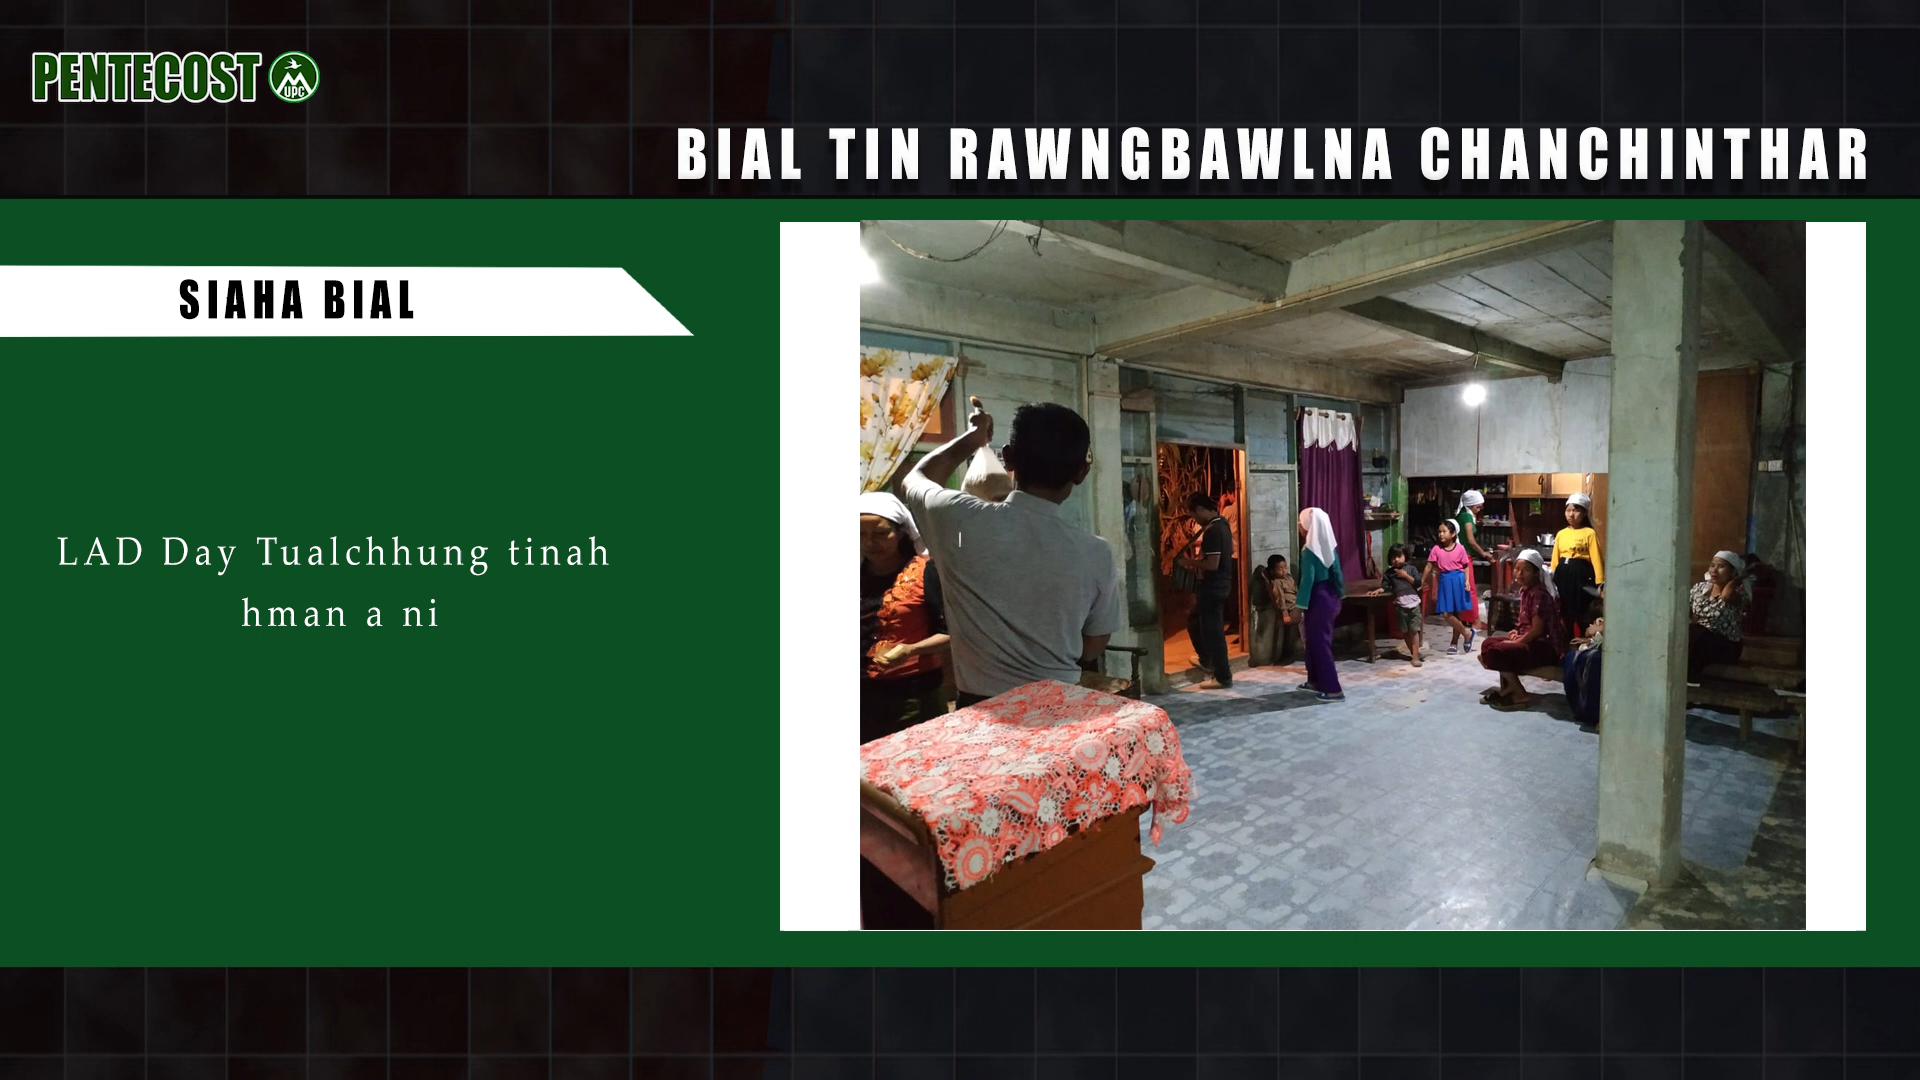 PENTECOST
UPC
BIAL TIN RAWNGBAWLNA CHANCHINTHAR
SIAHA BIAL
LAD Day Tualchhung tinah
hman a ni